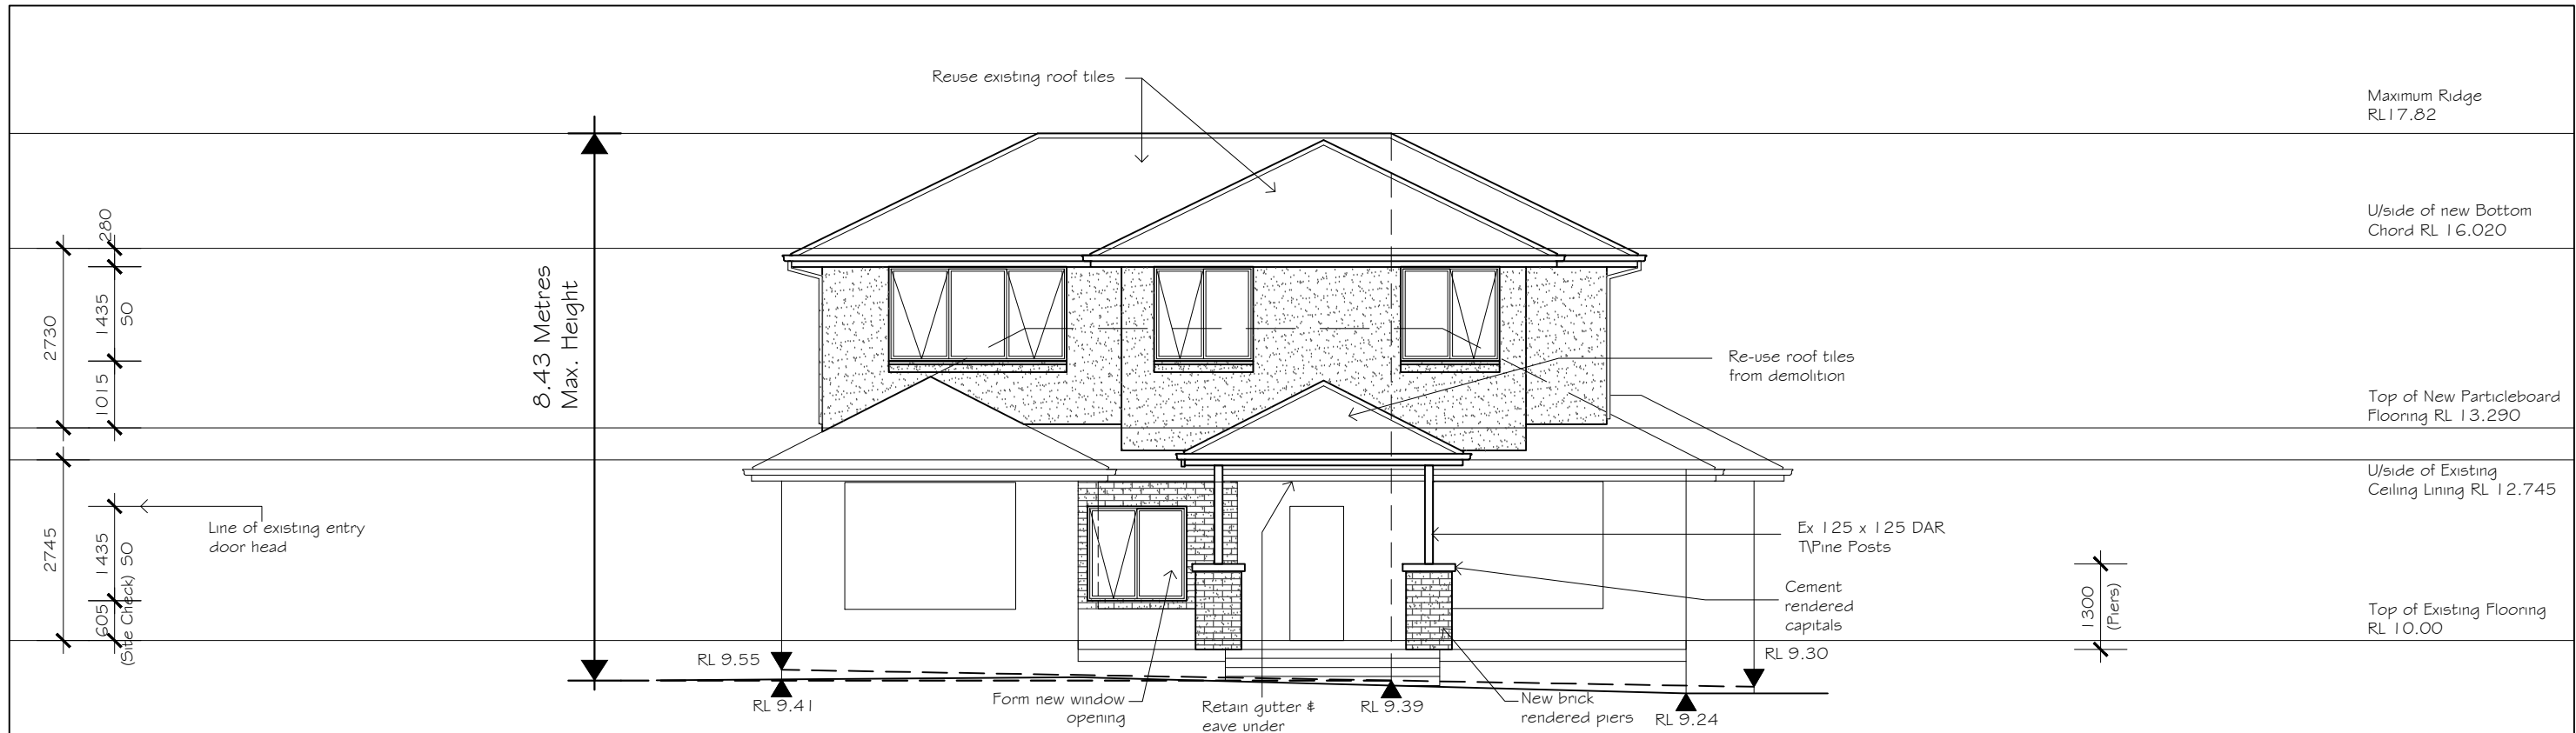 Reuse existing roof tiles
Maximum Ridge
RL17.82
U/side of new Bottom
Chord RL 16.020
280
1435
SO
2730
1015
8.43 Metres
Max. Height
Re-use roof tiles
from demolition
Top of New Particleboard
Flooring RL 13.290
U/side of Existing
Ceiling Lining RL 12.745
Line of existing entry
door head
2745
1435
SO
605
(Site Check)
Ex 125 x 125 DAR
T\Pine Posts
Cement
rendered
capitals
1300
(Piers)
Top of Existing Flooring
RL 10.00
RL 9.55
RL 9.30
RL 9.41
Form new window
opening
Retain gutter &
eave under
RL 9.39
New brick
rendered piers
RL 9.24